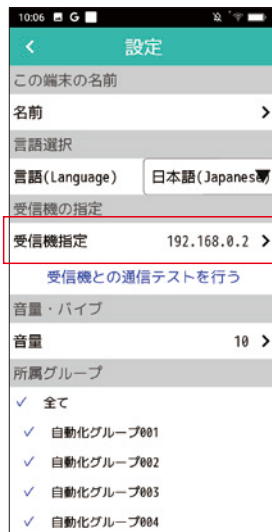 10:06 G
設定
この端末の名前
名前
言語選択
言語(Language) 日本語(Japanese)
受信機の指定
受信機指定 192.168.0.2
受信機との通信テストを行う
音量・バイブ
音量 10
所属グループ
全て
自動化グループ001
自動化グループ002
自動化グループ003
自動化グループ004